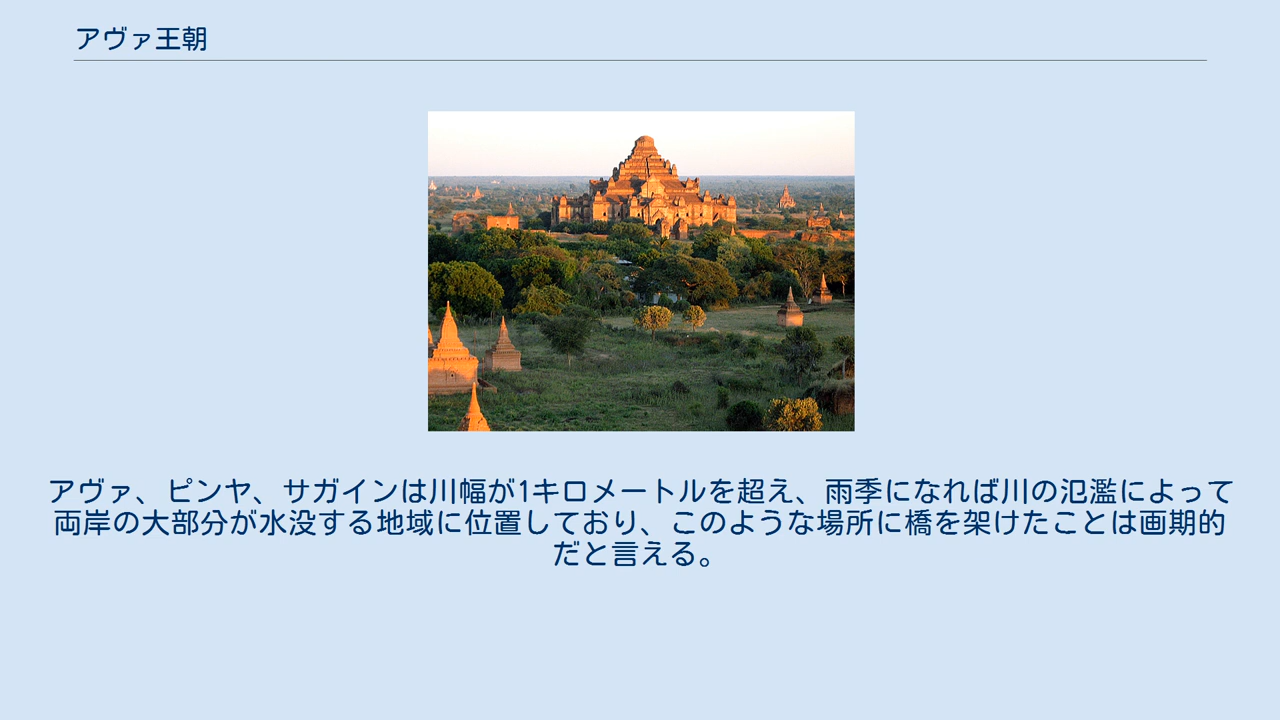 アヴァ王朝
アヴァ、ピンヤ、サガインは川幅が1キロメートルを超え、雨季になれば川の氾濫によって
両岸の大部分が水没する地域に位置しており、このような場所に橋を架けたことは画期的
だと言える。